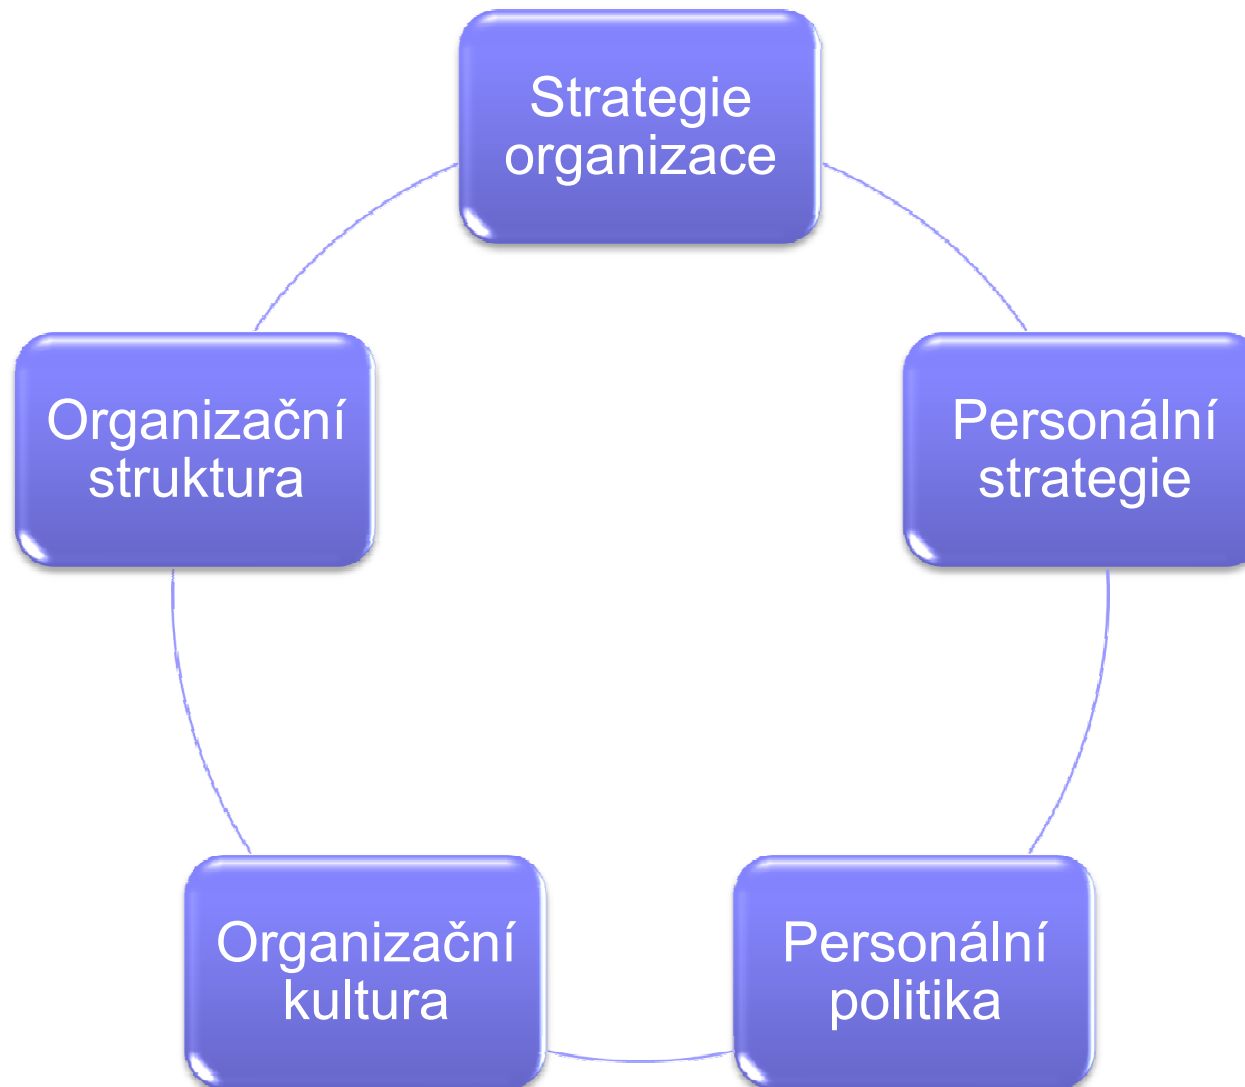 Strategie
organizace
Personální
strategie
Personální
politika
Organizační
kultura
Organizační
struktura